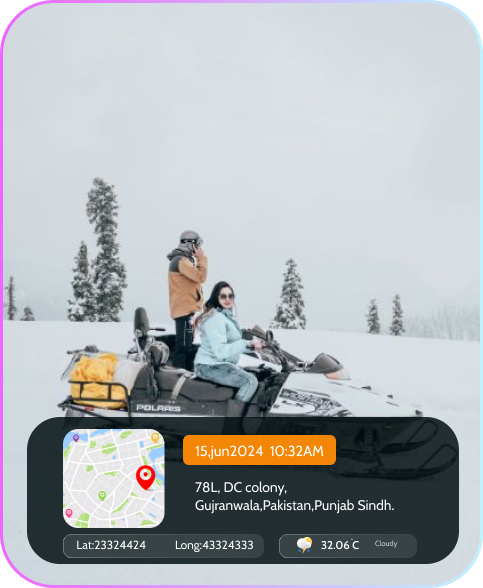 POLARIS
15,jun2024 10:32AM
78L, DC colony,
Gujranwala,Pakistan,Punjab Sindh.
Lat:23324424 Long:43324333 32.06°C Cloudy